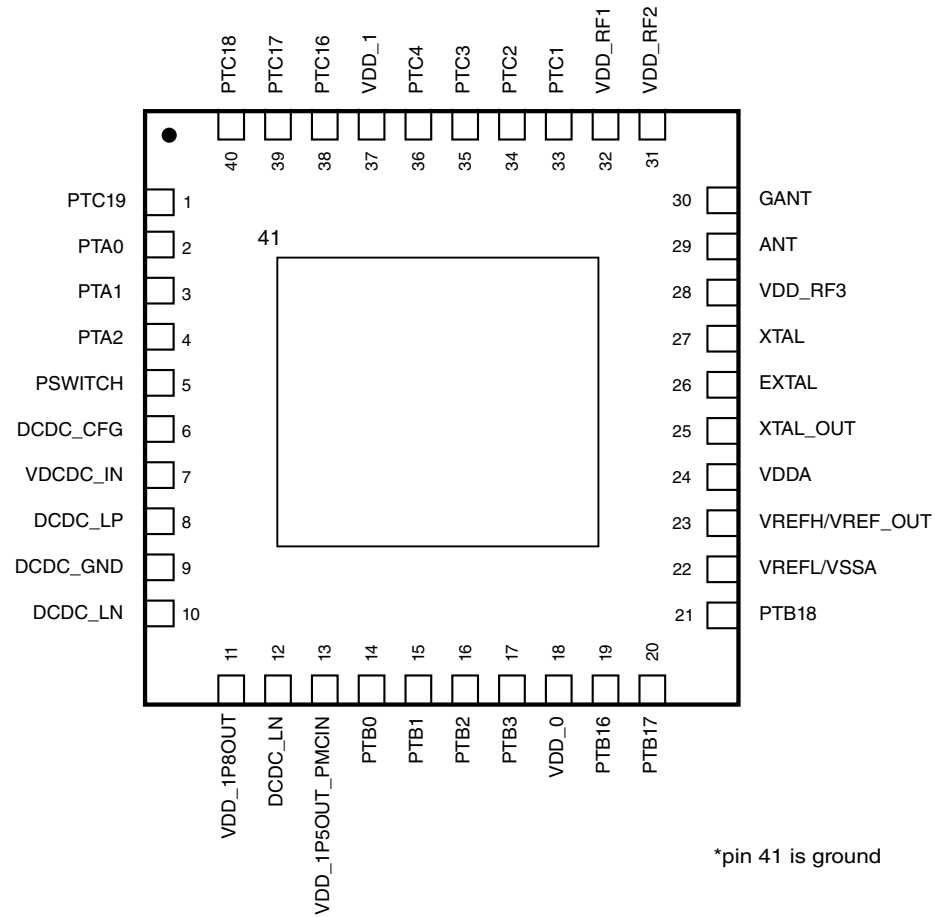 PTC18
PTC17
PTC16
VDD_1
PTC4
PTC3
PTC2
PTC1
VDD_RF1
VDD_RF2
40
39
38
37
36
35
34
33
32
31
PTC19 1
PTA0 2
PTA1 3
PTA2 4
PSWITCH 5
DCDC_CFG 6
VDCDC_IN 7
DCDC_LP 8
DCDC_GND 9
DCDC_LN 10
41
30 GANT
29 ANT
28 VDD_RF3
27 XTAL
26 EXTAL
25 XTAL_OUT
24 VDDA
23 VREFH/VREF_OUT
22 VREFL/VSSA
21 PTB18
11
12
13
14
15
16
17
18
19
20
VDD_1P8OUT
DCDC_LN
VDD_1P5OUT_PMCIN
PTB0
PTB1
PTB2
PTB3
VDD_0
PTB16
PTB17
*pin 41 is ground